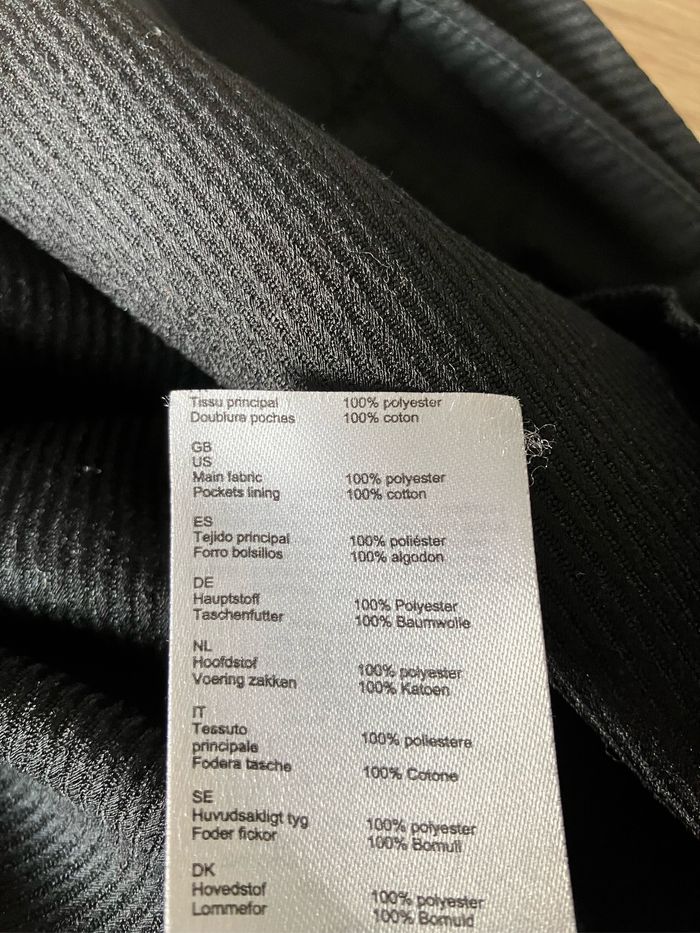 Tissu principal 100% polyester
Doublure poches 100% coton
GB
US
Main fabric 100% polyester
Pockets lining 100% cotton
ES
Tejido principal 100% poliéster
Forro bolsillos 100% algodon
DE
Hauptstoff 100% Polyester
Taschenfutter 100% Baumwolle
NL
Hoofdstof 100% polyester
Voering zakken 100% Katoen
IT
Tessuto
principale 100% poliestere
Fodera tasche 100% Cotone
SE
Huvudsakligt tyg 100% polyester
Foder fickor 100% Bomull
DK
Hovedstof 100% polyester
Lommefor 100% Bomuld